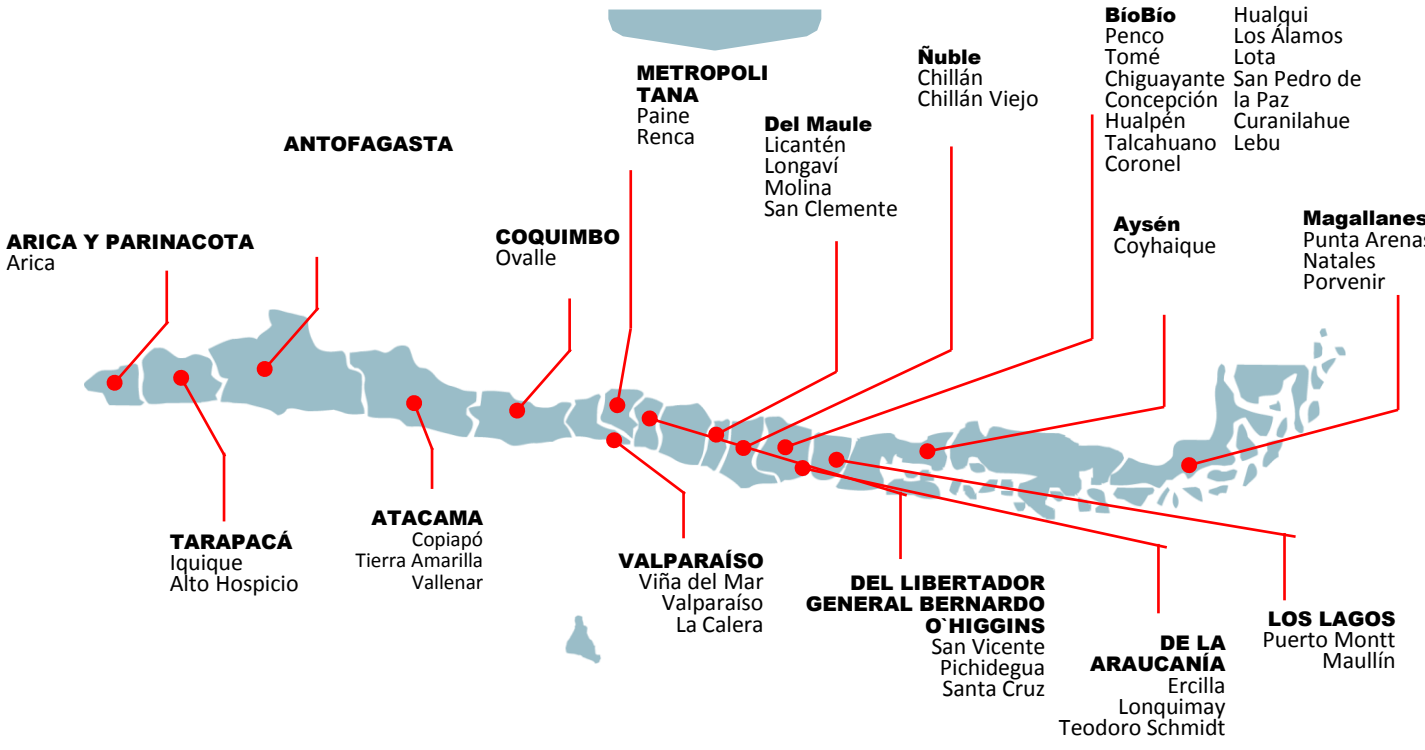 ARICA Y PARINACOTA
Arica
TARAPACÁ
Iquique
Alto Hospicio
ANTOFAGASTA
ATACAMA
Copiapó
Tierra Amarilla
Vallenar
COQUIMBO
Ovalle
METROPOLI
TANA
Paine
Renca
VALPARAÍSO
Viña del Mar
Valparaíso
La Calera
Del Maule
Licantén
Longaví
Molina
San Clemente
DEL LIBERTADOR
GENERAL BERNARDO
O`HIGGINS
San Vicente
Pichidegua
Santa Cruz
Ñuble
Chillán
Chillán Viejo
BíoBío
Penco
Tomé
Chiguayante
Concepción
Hualpén
Talcahuano
Coronel
Hualqui
Los Álamos
Lota
San Pedro de
la Paz
Curanilahue
Lebu
DE LA
ARAUCANÍA
Ercilla
Lonquimay
Teodoro Schmidt
Aysén
Coyhaique
LOS LAGOS
Puerto Montt
Maullín
Magallanes
Punta Arenas
Natales
Porvenir